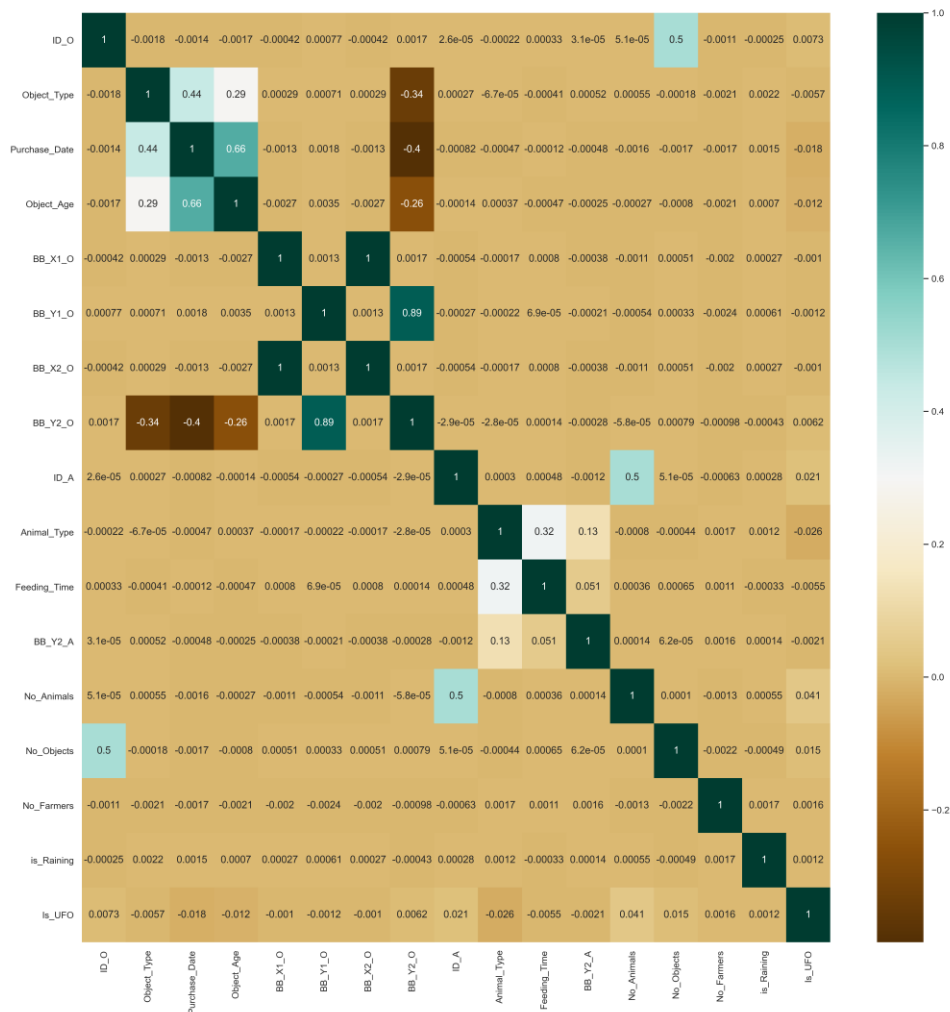 1.0
ID_O 1 -0.0018 -0.0014 -0.0017 -0.00042 0.00077 -0.00042 0.0017 2.6e-05 -0.00022 0.00033 3.1e-05 5.1e-05 0.5 -0.0011 -0.00025 0.0073
Object_Type -0.0018 1 0.44 0.29 0.00029 0.00071 0.00029 -0.34 0.00027 -6.7e-05 -0.00041 0.00052 0.00055 -0.00018 -0.0021 0.0022 -0.0057
0.8
Purchase_Date -0.0014 0.44 1 0.66 -0.0013 0.0018 -0.0013 -0.4 -0.00082 -0.00047 -0.00012 -0.00048 -0.0016 -0.0017 -0.0017 0.0015 -0.018
Object_Age -0.0017 0.29 0.66 1 -0.0027 0.0035 -0.0027 -0.26 -0.00014 0.00037 -0.00047 -0.00025 -0.00027 -0.0008 -0.0021 0.0007 -0.012
BB_X1_O -0.00042 0.00029 -0.0013 -0.0027 1 0.0013 1 0.0017 -0.00054 -0.00017 0.0008 -0.00038 -0.0011 0.00051 -0.002 0.00027 -0.001
0.6
BB_Y1_O 0.00077 0.00071 0.0018 0.0035 0.0013 1 0.0013 0.89 -0.00027 -0.00022 6.9e-05 -0.00021 -0.00054 0.00033 -0.0024 0.00061 -0.0012
BB_X2_O -0.00042 0.00029 -0.0013 -0.0027 1 0.0013 1 0.0017 -0.00054 -0.00017 0.0008 -0.00038 -0.0011 0.00051 -0.002 0.00027 -0.001
0.4
BB_Y2_O 0.0017 -0.34 -0.4 -0.26 0.0017 0.89 0.0017 1 -2.9e-05 -2.8e-05 0.00014 -0.00028 -5.8e-05 0.00079 -0.00098 -0.00043 0.0062
ID_A 2.6e-05 0.00027 -0.00082 -0.00014 -0.00054 -0.00027 -0.00054 -2.9e-05 1 0.0003 0.00048 -0.0012 0.5 5.1e-05 -0.00063 0.00028 0.021
Animal_Type -0.00022 -6.7e-05 -0.00047 0.00037 -0.00017 -0.00022 -0.00017 -2.8e-05 0.0003 1 0.32 0.13 -0.0008 -0.00044 0.0017 0.0012 -0.026
0.2
Feeding_Time 0.00033 -0.00041 -0.00012 -0.00047 0.0008 6.9e-05 0.0008 0.00014 0.00048 0.32 1 0.051 0.00036 0.00065 0.0011 -0.00033 -0.0055
BB_Y2_A 3.1e-05 0.00052 -0.00048 -0.00025 -0.00038 -0.00021 -0.00038 -0.00028 -0.0012 0.13 0.051 1 0.00014 6.2e-05 0.0016 0.00014 -0.0021
0.0
No_Animals 5.1e-05 0.00055 -0.0016 -0.00027 -0.0011 -0.00054 -0.0011 -5.8e-05 0.5 -0.0008 0.00036 0.00014 1 0.0001 -0.0013 0.00055 0.041
No_Objects 0.5 -0.00018 -0.0017 -0.0008 0.00051 0.00033 0.00051 0.00079 5.1e-05 -0.00044 0.00065 6.2e-05 0.0001 1 -0.0022 -0.00049 0.015
No_Farmers -0.0011 -0.0021 -0.0017 -0.0021 -0.002 -0.0024 -0.002 -0.00098 -0.00063 0.0017 0.0011 0.0016 -0.0013 -0.0022 1 0.0017 0.0016
−0.2
is_Raining -0.00025 0.0022 0.0015 0.0007 0.00027 0.00061 0.00027 -0.00043 0.00028 0.0012 -0.00033 0.00014 0.00055 -0.00049 0.0017 1 0.0012
Is_UFO 0.0073 -0.0057 -0.018 -0.012 -0.001 -0.0012 -0.001 0.0062 0.021 -0.026 -0.0055 -0.0021 0.041 0.015 0.0016 0.0012 1
ID_O
Object_Type
Purchase_Date
Object_Age
BB_X1_O
BB_Y1_O
BB_X2_O
BB_Y2_O
ID_A
Animal_Type
Feeding_Time
BB_Y2_A
No_Animals
No_Objects
No_Farmers
is_Raining
Is_UFO